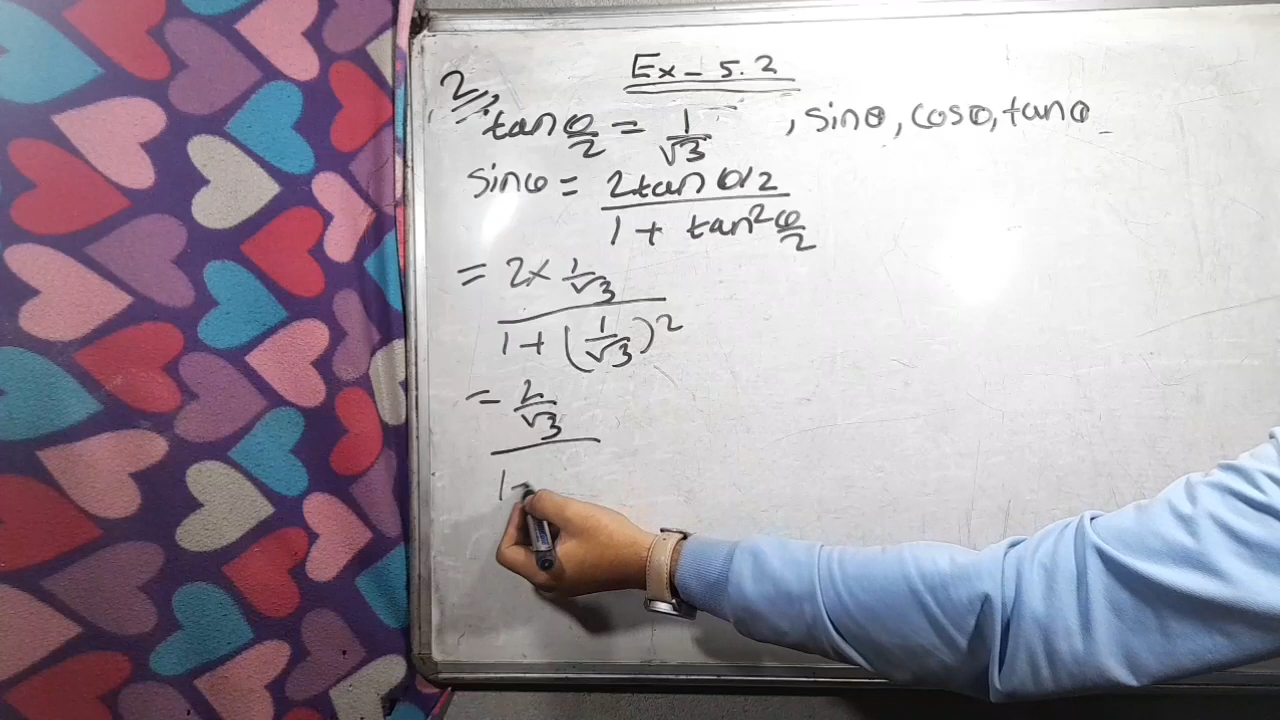 Ex - 5.2
2,, tan θ/2 = 1/√3 , sinθ, cosθ, tanθ
sinθ = 2tan θ/2 / 1 + tan²θ/2
= 2× 1/√3 / 1 + (1/√3)²
= 2/√3 / 1 +